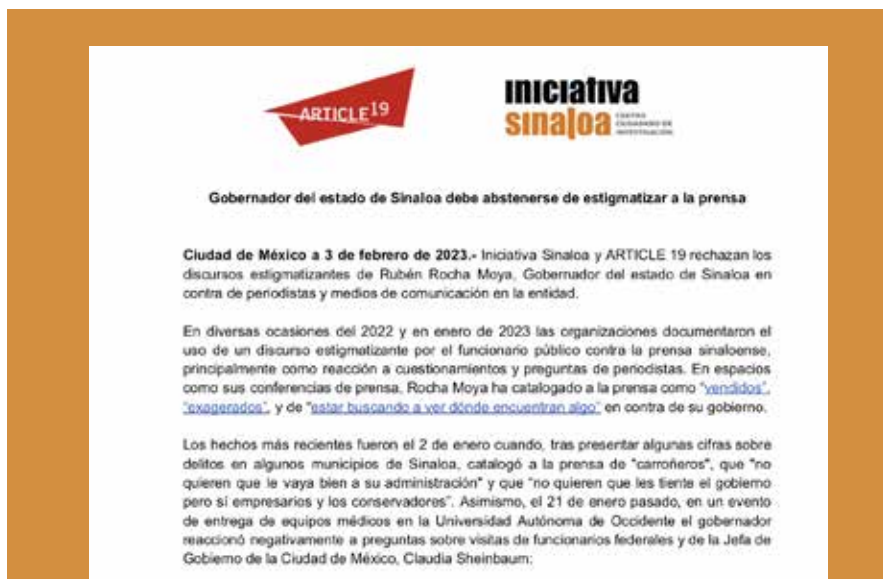 ARTICLE 19
INICIATIVA
SINALOA CENTRO
CIUDADANO DE
INVESTIGACIÓN
Gobernador del estado de Sinaloa debe abstenerse de estigmatizar a la prensa
Ciudad de México a 3 de febrero de 2023.- Iniciativa Sinaloa y ARTICLE 19 rechazan los
discursos estigmatizantes de Rubén Rocha Moya, Gobernador del estado de Sinaloa en
contra de periodistas y medios de comunicación en la entidad.
En diversas ocasiones del 2022 y en enero de 2023 las organizaciones documentaron el
uso de un discurso estigmatizante por el funcionario público contra la prensa sinaloense,
principalmente como reacción a cuestionamientos y preguntas de periodistas. En espacios
como sus conferencias de prensa, Rocha Moya ha catalogado a la prensa como "vendidos",
"exagerados", y de "estar buscando a ver dónde encuentran algo" en contra de su gobierno.
Los hechos más recientes fueron el 2 de enero cuando, tras presentar algunas cifras sobre
delitos en algunos municipios de Sinaloa, catalogó a la prensa de "carroñeros", que "no
quieren que le vaya bien a su administración" y que "no quieren que les tiente el gobierno
pero sí empresarios y los conservadores". Asimismo, el 21 de enero pasado, en un evento
de entrega de equipos médicos en la Universidad Autónoma de Occidente el gobernador
reaccionó negativamente a preguntas sobre visitas de funcionarios federales y de la Jefa de
Gobierno de la Ciudad de México, Claudia Sheinbaum: